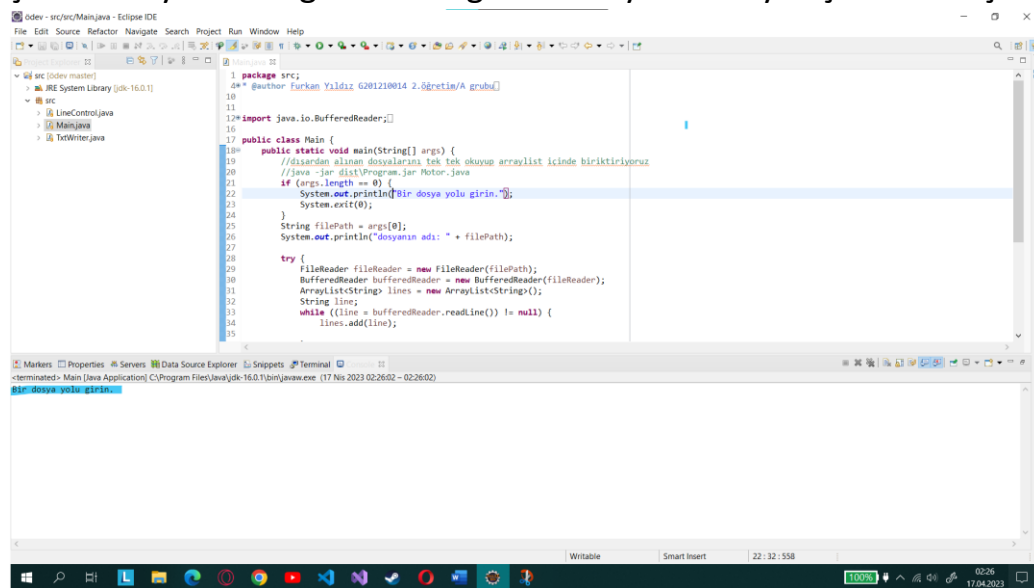 ödev - src/src/Main.java - Eclipse IDE
File Edit Source Refactor Navigate Search Project Run Window Help
Main.java
src [ödev master]
JRE System Library [jdk-16.0.1]
src
LineControl.java
Main.java
TxtWriter.java
1 package src;
4 * @author Furkan Yıldız G201210014 2.öğretim/A grubu
10
11
12 import java.io.BufferedReader;
16
17 public class Main {
18 public static void main(String[] args) {
19 //dışardan alınan dosyalarını tek tek okuyup arraylist içinde biriktiriyoruz
20 //java -jar dist\Program.jar Motor.java
21 if (args.length == 0) {
22 System.out.println("Bir dosya yolu girin.");
23 System.exit(0);
24 }
25 String filePath = args[0];
26 System.out.println("dosyanın adı: " + filePath);
27
28 try {
29 FileReader fileReader = new FileReader(filePath);
30 BufferedReader bufferedReader = new BufferedReader(fileReader);
31 ArrayList<String> lines = new ArrayList<String>();
32 String line;
33 while ((line = bufferedReader.readLine()) != null) {
34 lines.add(line);
35
Markers Properties Servers Data Source Explorer Snippets Terminal
<terminated> Main [Java Application] C:\Program Files\Java\jdk-16.0.1\bin\javaw.exe (17 Nis 2023 02:26:02 – 02:26:02)
Bir dosya yolu girin.
Writable Smart Insert 22 : 32 : 558
100% 02:26
17.04.2023